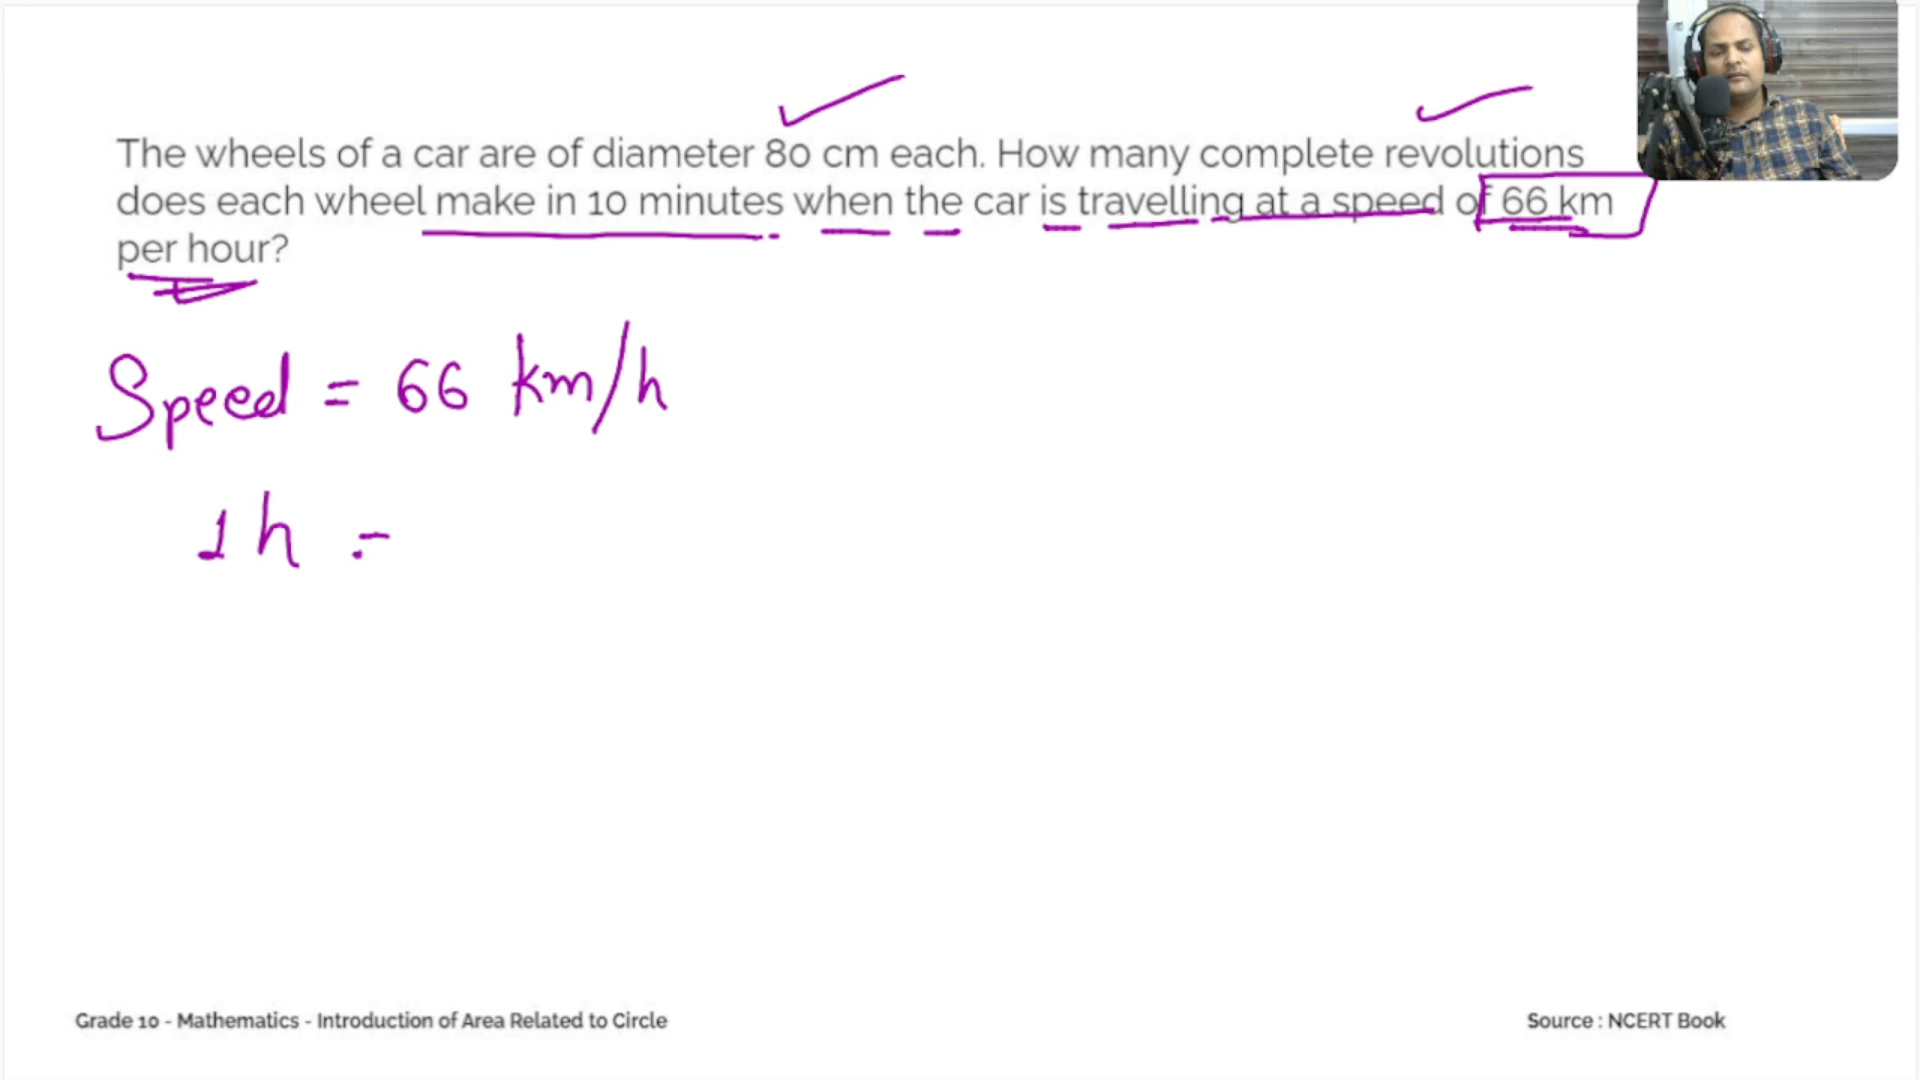 The wheels of a car are of diameter 80 cm each. How many complete revolutions
does each wheel make in 10 minutes when the car is travelling at a speed of 66 km
per hour?
Speed = 66 km/h
1 h =
Grade 10 - Mathematics - Introduction of Area Related to Circle
Source : NCERT Book